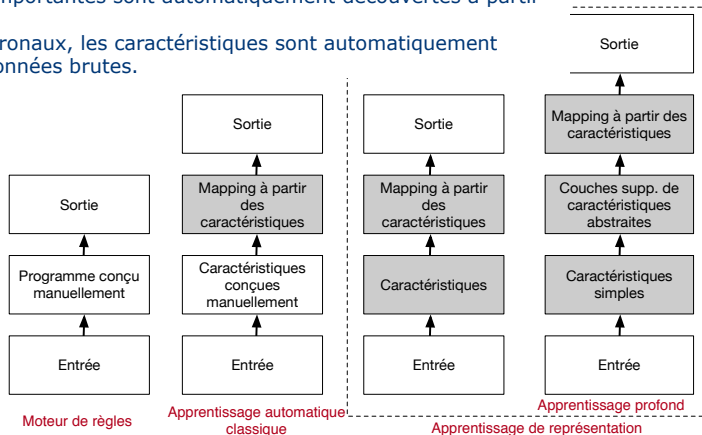 mportantes sont automatiquement découvertes à partir
ronaux, les caractéristiques sont automatiquement
onnées brutes.
Sortie
Programme conçu
manuellement
Entrée
Moteur de règles
Sortie
Mapping à partir
des
caractéristiques
Caractéristiques
conçues
manuellement
Entrée
Apprentissage automatique
classique
Sortie
Mapping à partir
des
caractéristiques
Caractéristiques
Entrée
Sortie
Mapping à partir des
caractéristiques
Couches supp. de
caractéristiques
abstraites
Caractéristiques
simples
Entrée
Apprentissage profond
Apprentissage de représentation